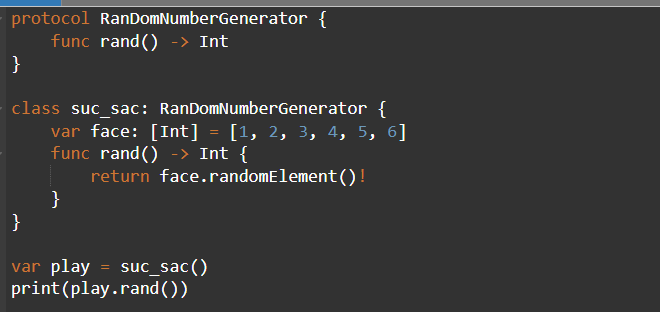 protocol RanDomNumberGenerator {
    func rand() -> Int
}
class suc_sac: RanDomNumberGenerator {
    var face: [Int] = [1, 2, 3, 4, 5, 6]
    func rand() -> Int {
        return face.randomElement()!
    }
}
var play = suc_sac()
print(play.rand())